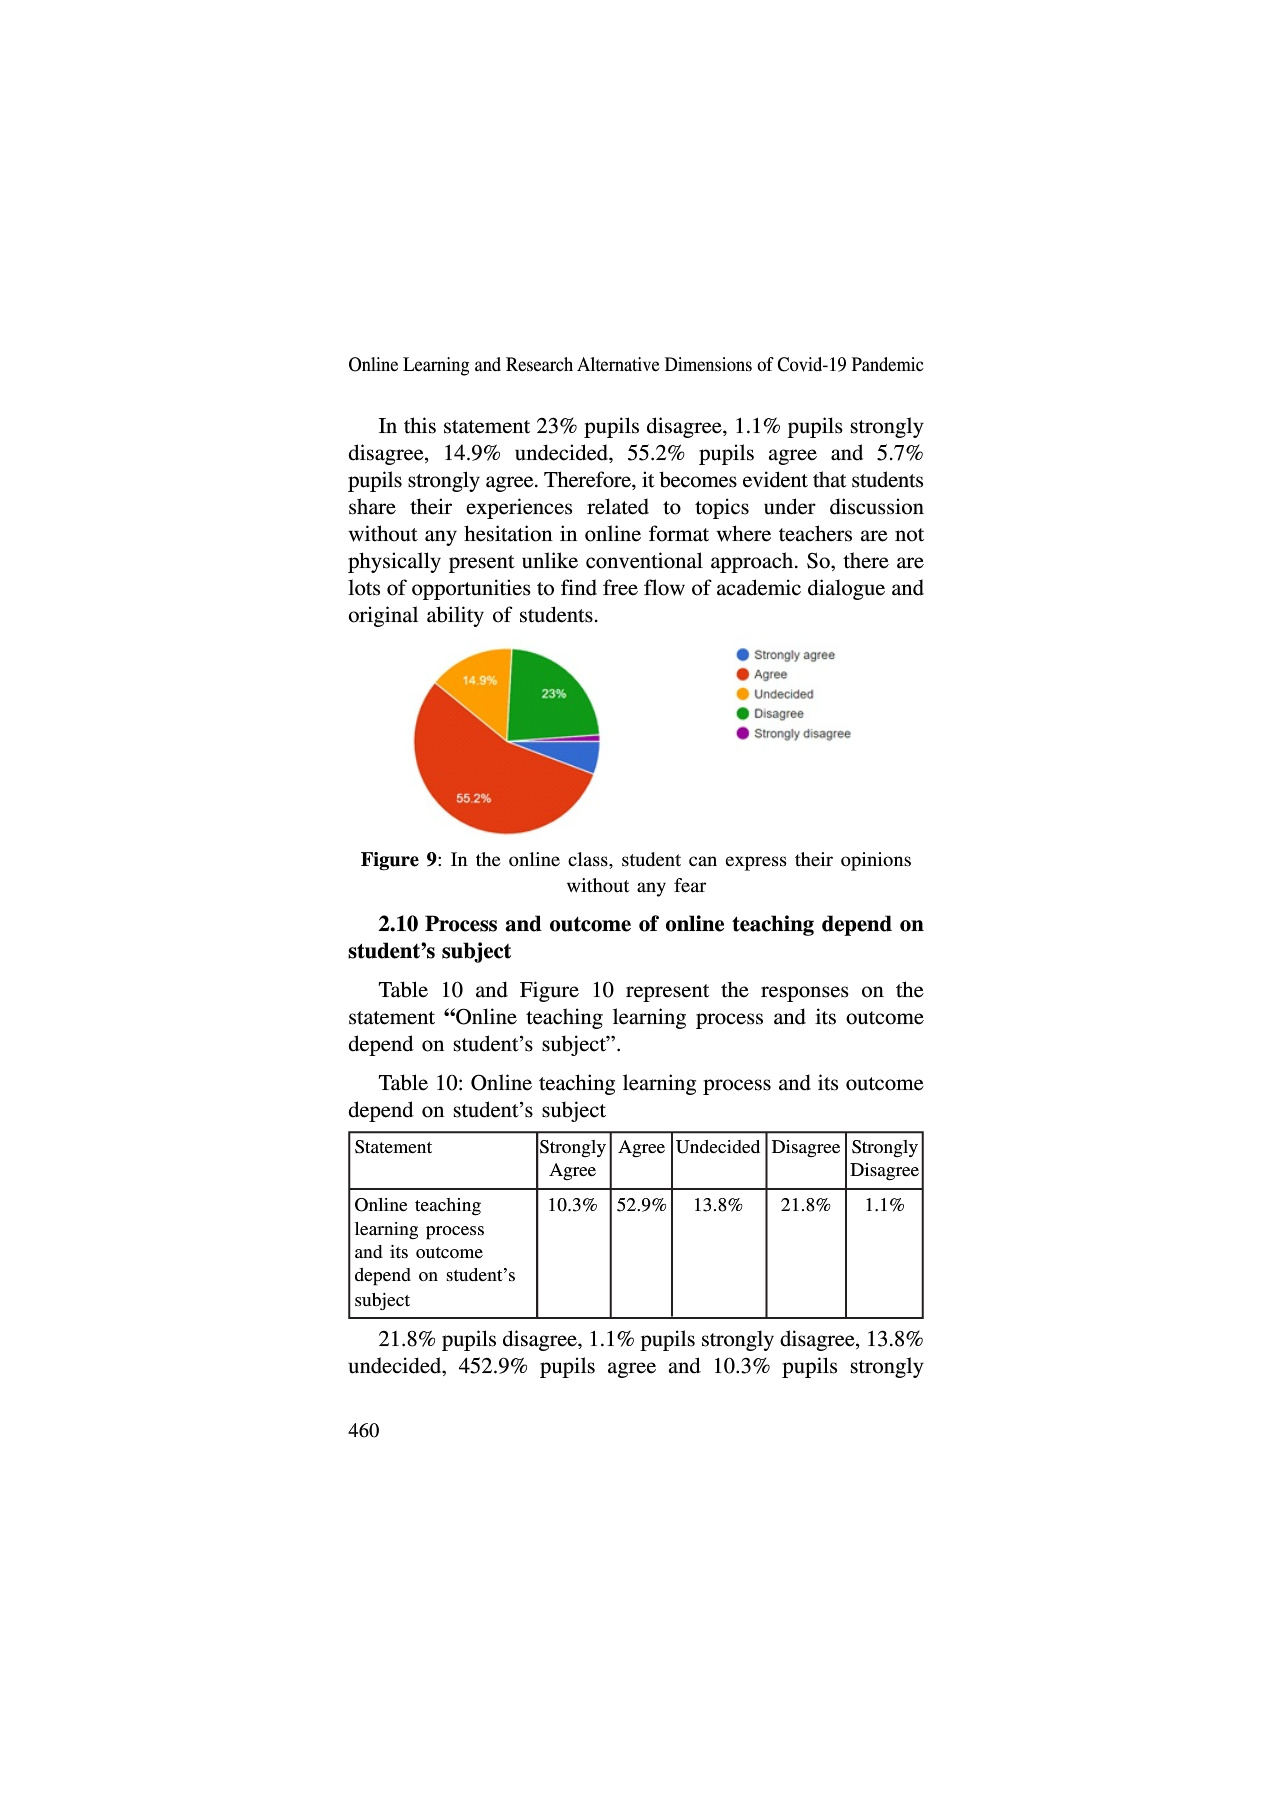 Online Learning and Research Alternative Dimensions of Covid-19 Pandemic
In this statement 23% pupils disagree, 1.1% pupils strongly
disagree, 14.9% undecided, 55.2% pupils agree and 5.7%
pupils strongly agree. Therefore, it becomes evident that students
share their experiences related to topics under discussion
without any hesitation in online format where teachers are not
physically present unlike conventional approach. So, there are
lots of opportunities to find free flow of academic dialogue and
original ability of students.
14.9%
23%
55.2%
Strongly agree
Agree
Undecided
Disagree
Strongly disagree
Figure 9: In the online class, student can express their opinions
without any fear
2.10 Process and outcome of online teaching depend on
student’s subject
Table 10 and Figure 10 represent the responses on the
statement “Online teaching learning process and its outcome
depend on student’s subject”.
Table 10: Online teaching learning process and its outcome
depend on student’s subject
Statement
Strongly
Agree
Agree
Undecided
Disagree
Strongly
Disagree
Online teaching
learning process
and its outcome
depend on student’s
subject
10.3%
52.9%
13.8%
21.8%
1.1%
21.8% pupils disagree, 1.1% pupils strongly disagree, 13.8%
undecided, 452.9% pupils agree and 10.3% pupils strongly
460